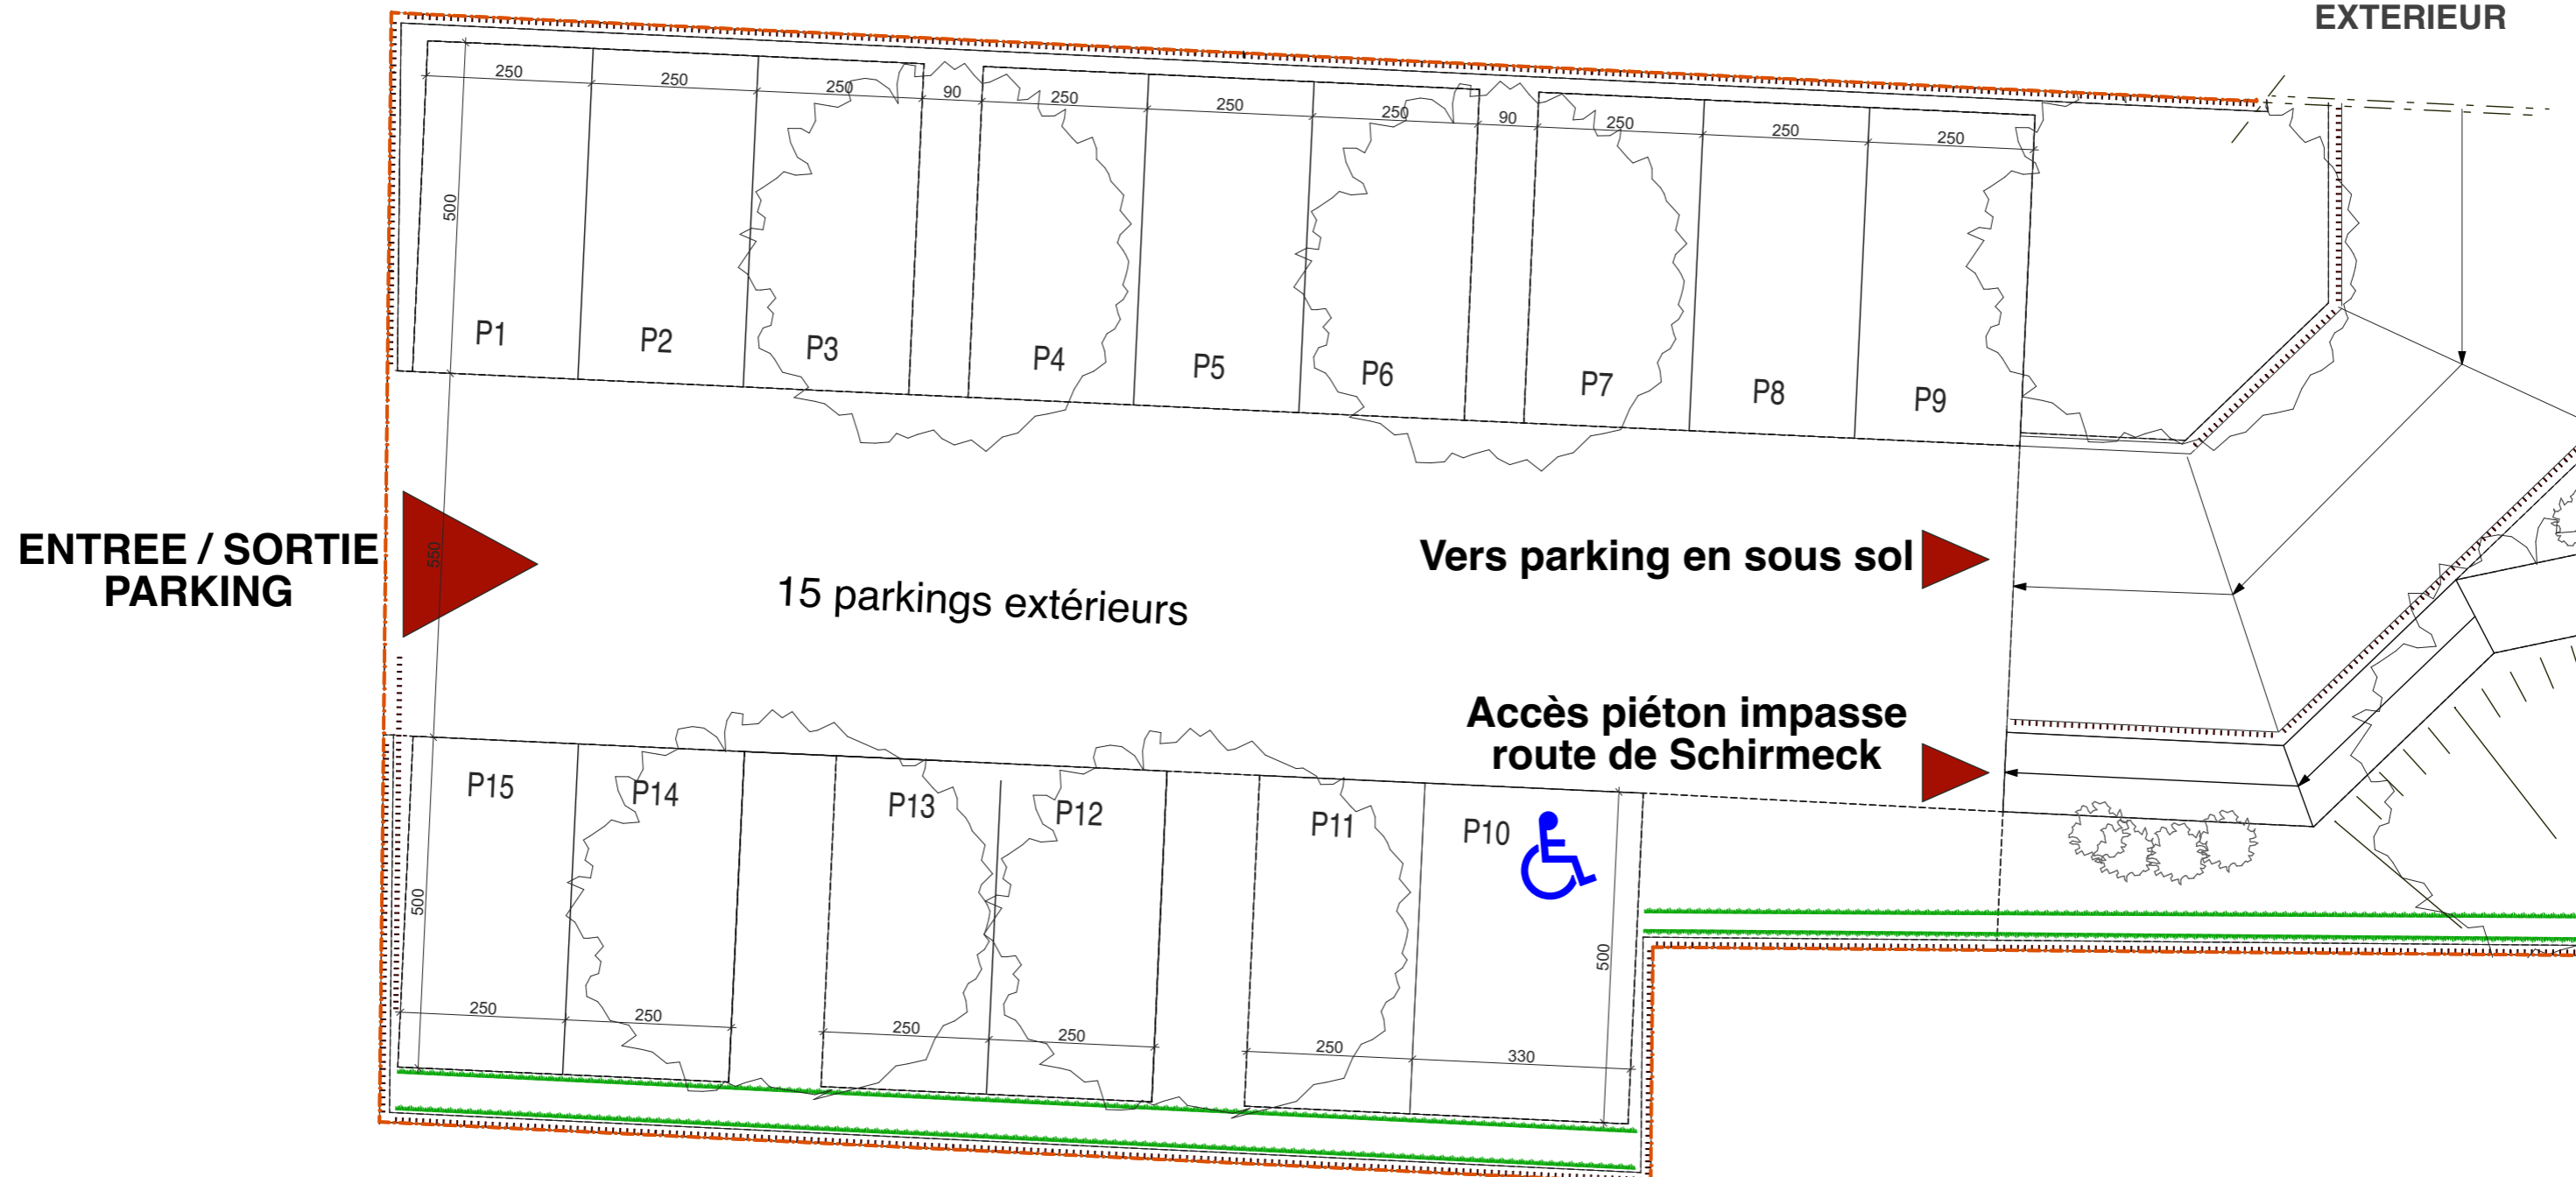 EXTERIEUR
250
250
250
90
250
250
250
90
250
250
250
500
P1
P2
P3
P4
P5
P6
P7
P8
P9
ENTREE / SORTIE
PARKING
550
15 parkings extérieurs
Vers parking en sous sol
Accès piéton impasse
route de Schirmeck
P15
P14
P13
P12
P11
P10
500
500
250
250
250
250
250
330